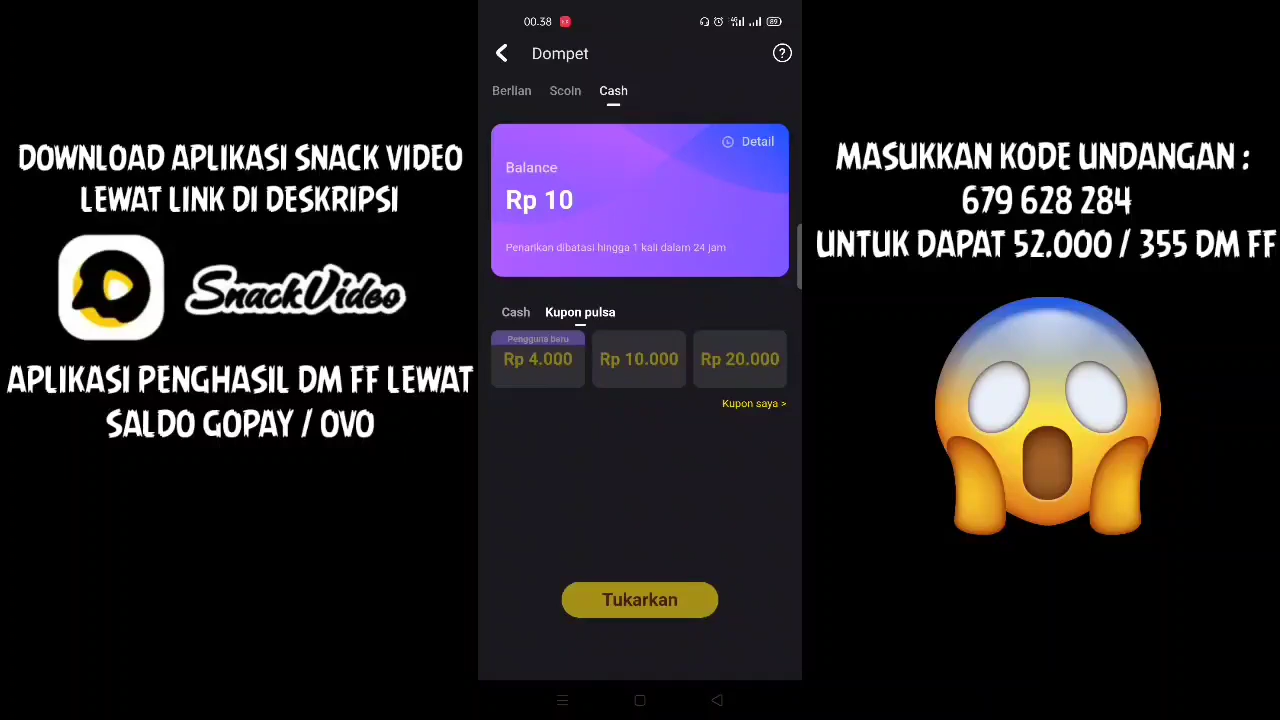 DOWNLOAD APLIKASI SNACK VIDEO
LEWAT LINK DI DESKRIPSI
SnackVideo
APLIKASI PENGHASIL DM FF LEWAT
SALDO GOPAY / OVO
00.38
89
Dompet
?
Berlian Scoin Cash
Detail
Balance
Rp 10
Penarikan dibatasi hingga 1 kali dalam 24 jam
Cash Kupon pulsa
Pengguna Baru
Rp 4.000 Rp 10.000 Rp 20.000
Kupon saya >
Tukarkan
MASUKKAN KODE UNDANGAN :
679 628 284
UNTUK DAPAT 52.000 / 355 DM FF